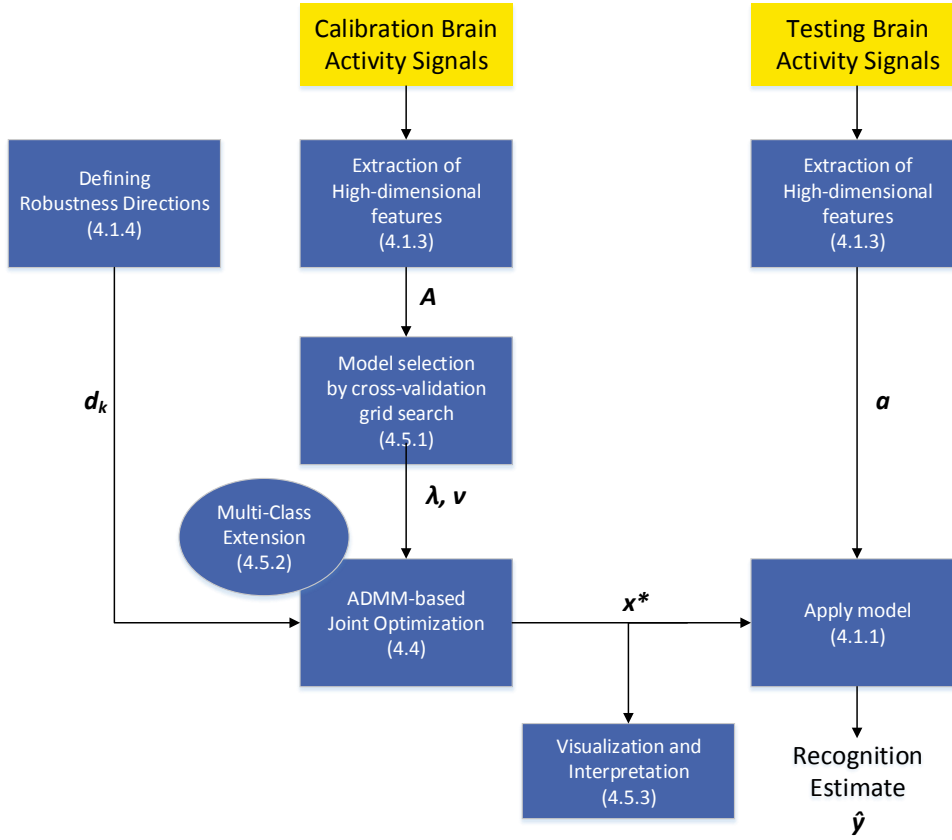 Calibration Brain
Activity Signals
Testing Brain
Activity Signals
Defining
Robustness Directions
(4.1.4)
Extraction of
High-dimensional
features
(4.1.3)
Extraction of
High-dimensional
features
(4.1.3)
A
Model selection
by cross-validation
grid search
(4.5.1)
dk
a
λ, ν
Multi-Class
Extension
(4.5.2)
ADMM-based
Joint Optimization
(4.4)
x*
Apply model
(4.1.1)
Visualization and
Interpretation
(4.5.3)
Recognition
Estimate
ŷ